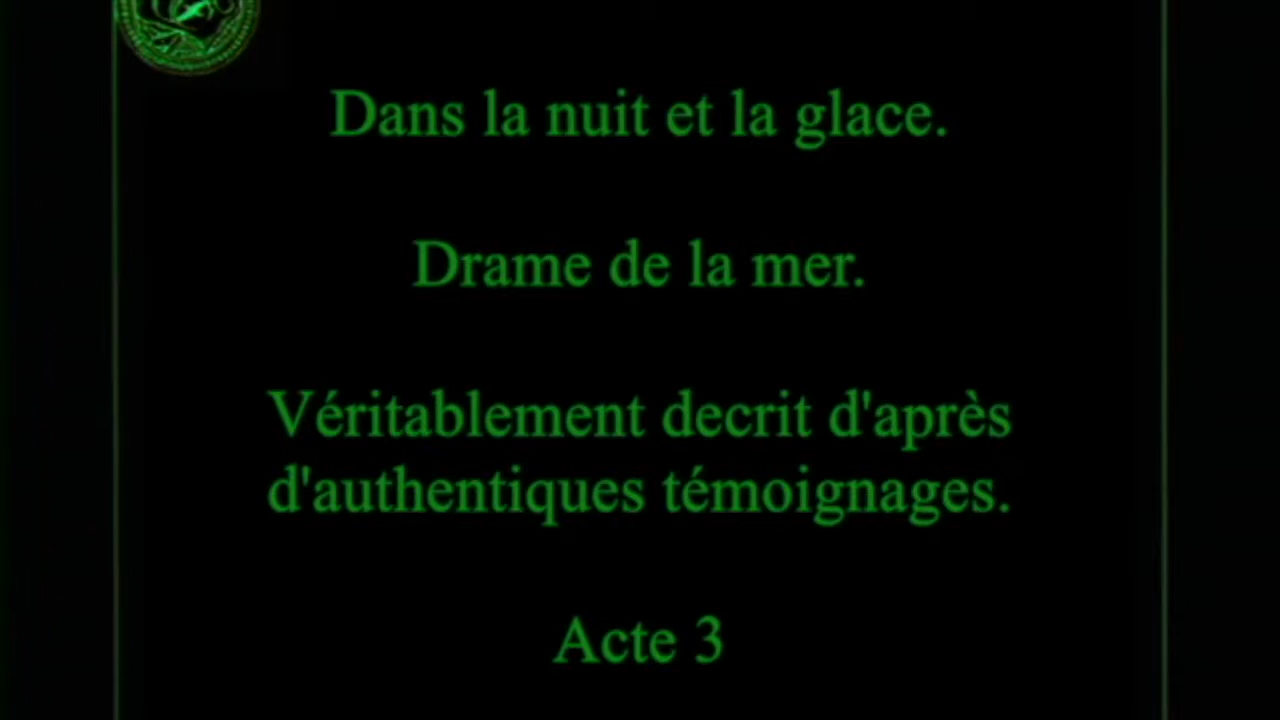 Dans la nuit et la glace.
Drame de la mer.
Véritablement decrit d'après
d'authentiques témoignages.
Acte 3